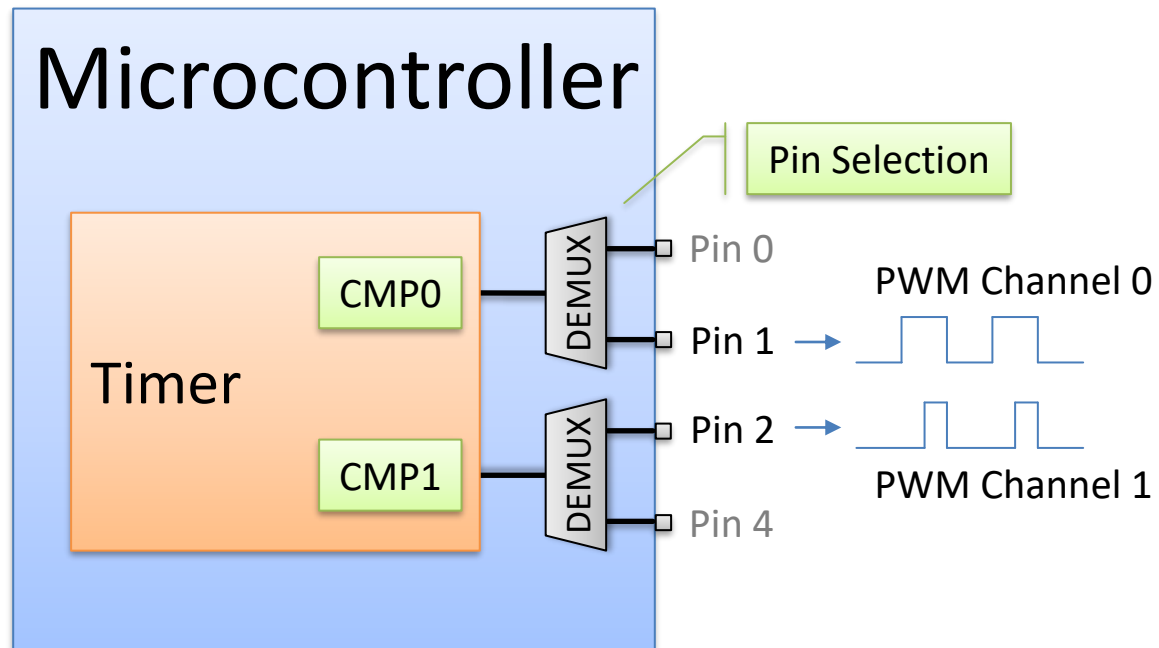 Microcontroller
Pin Selection
Timer
CMP0
DEMUX
Pin 0
Pin 1
PWM Channel 0
CMP1
DEMUX
Pin 2
Pin 4
PWM Channel 1